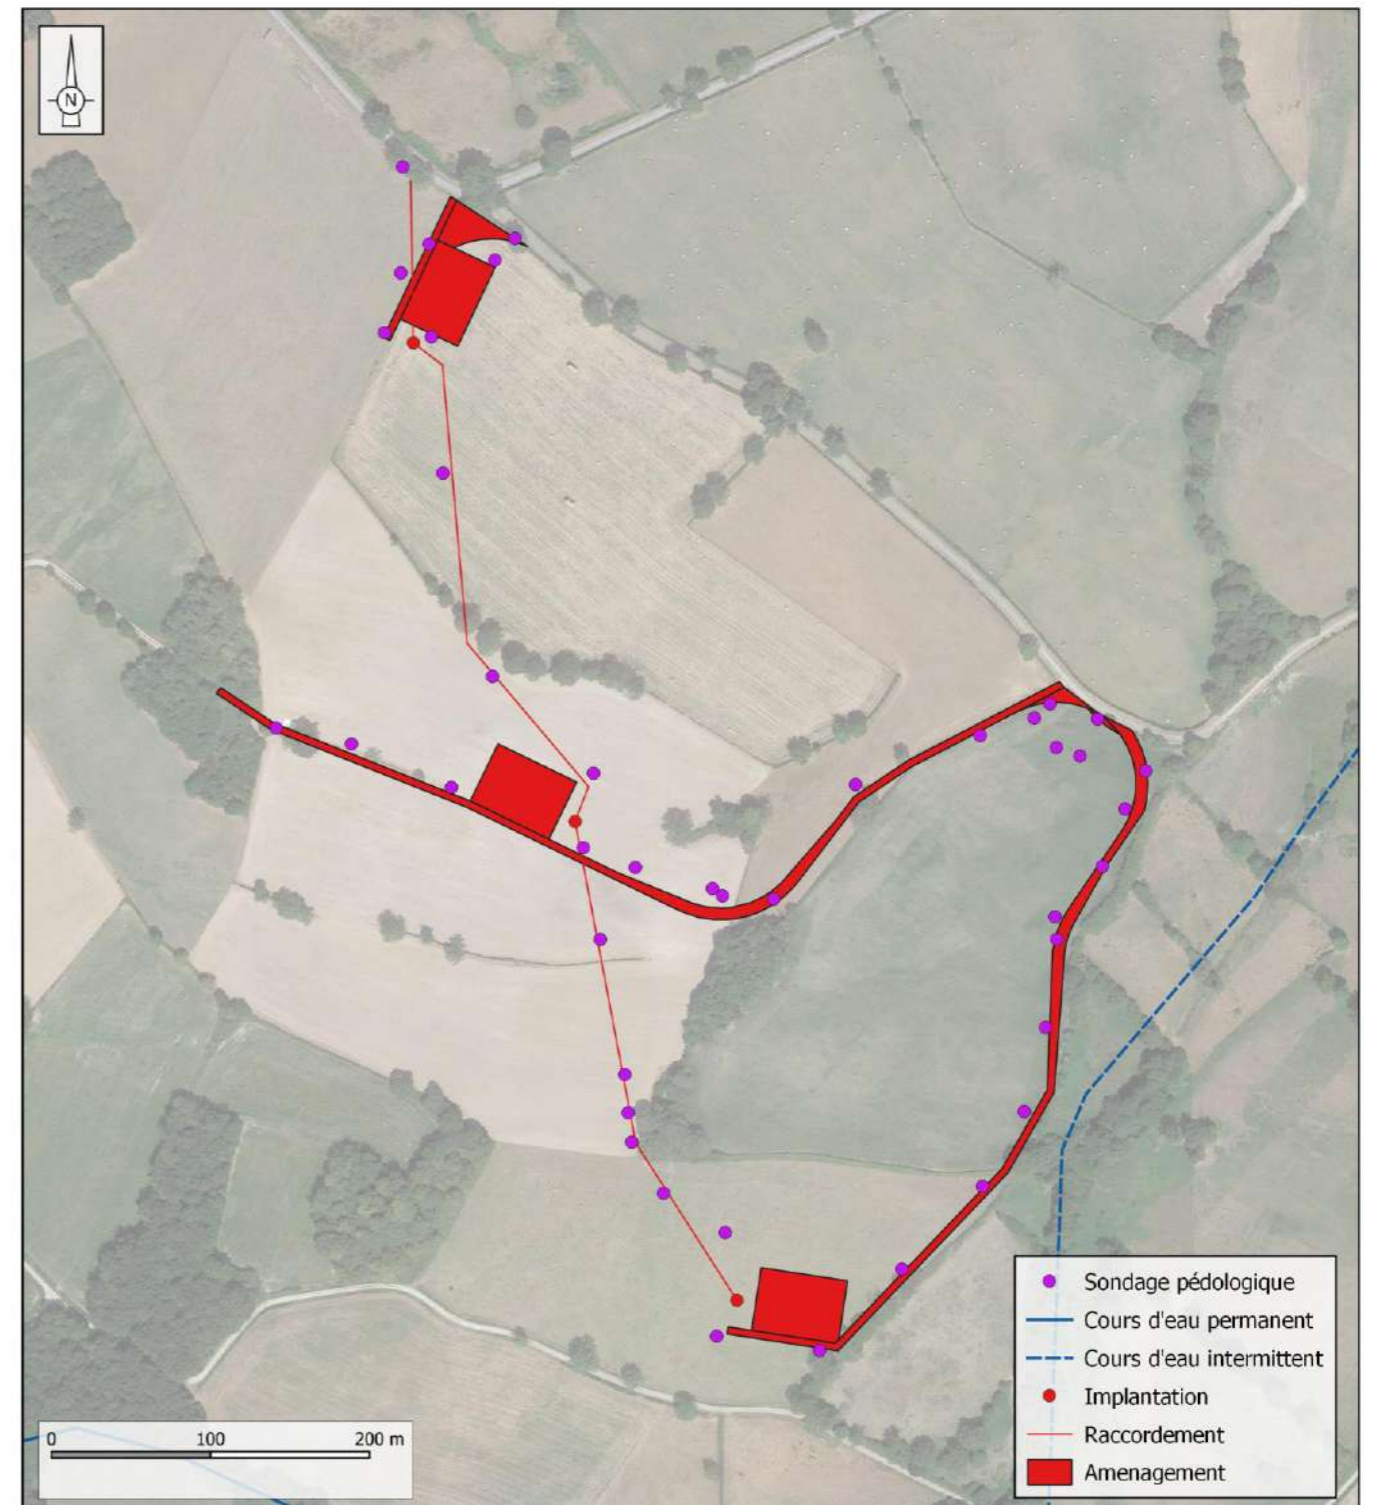 N
Sondage pédologique
Cours d'eau permanent
Cours d'eau intermittent
Implantation
Raccordement
Amenagement
0 100 200 m